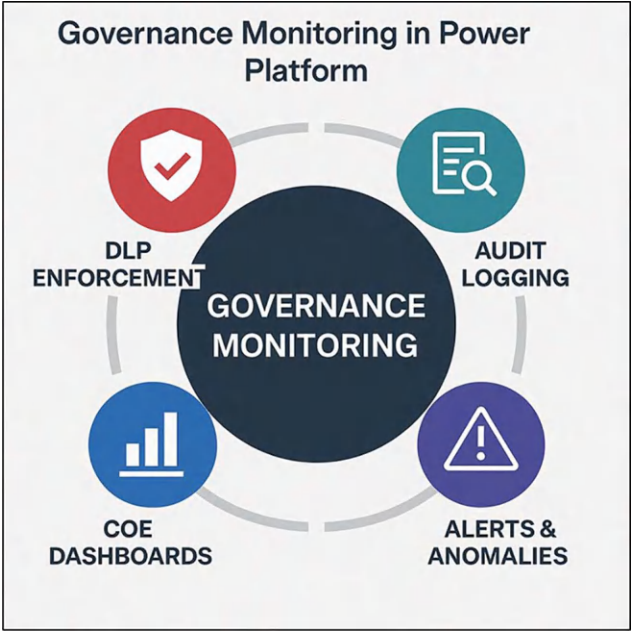 Governance Monitoring in Power
Platform
DLP
ENFORCEMENT
AUDIT
LOGGING
GOVERNANCE
MONITORING
COE
DASHBOARDS
ALERTS &
ANOMALIES